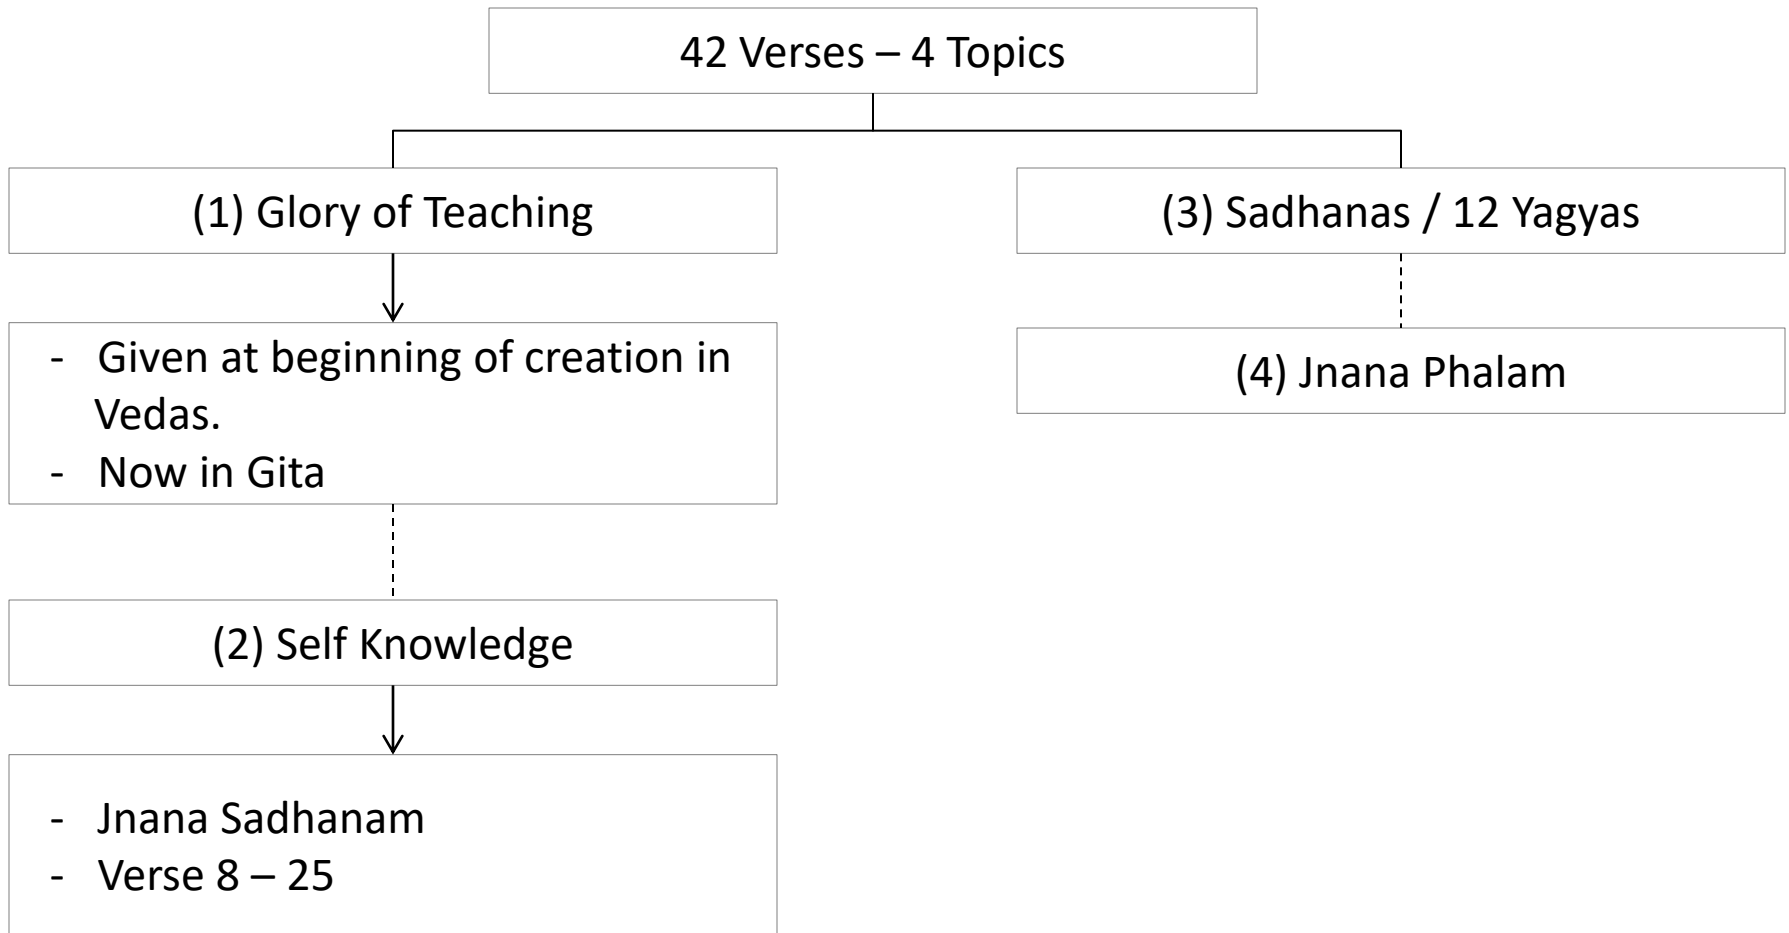 42 Verses – 4 Topics
(1) Glory of Teaching
- Given at beginning of creation in
Vedas.
- Now in Gita
(2) Self Knowledge
- Jnana Sadhanam
- Verse 8 – 25
(3) Sadhanas / 12 Yagyas
(4) Jnana Phalam